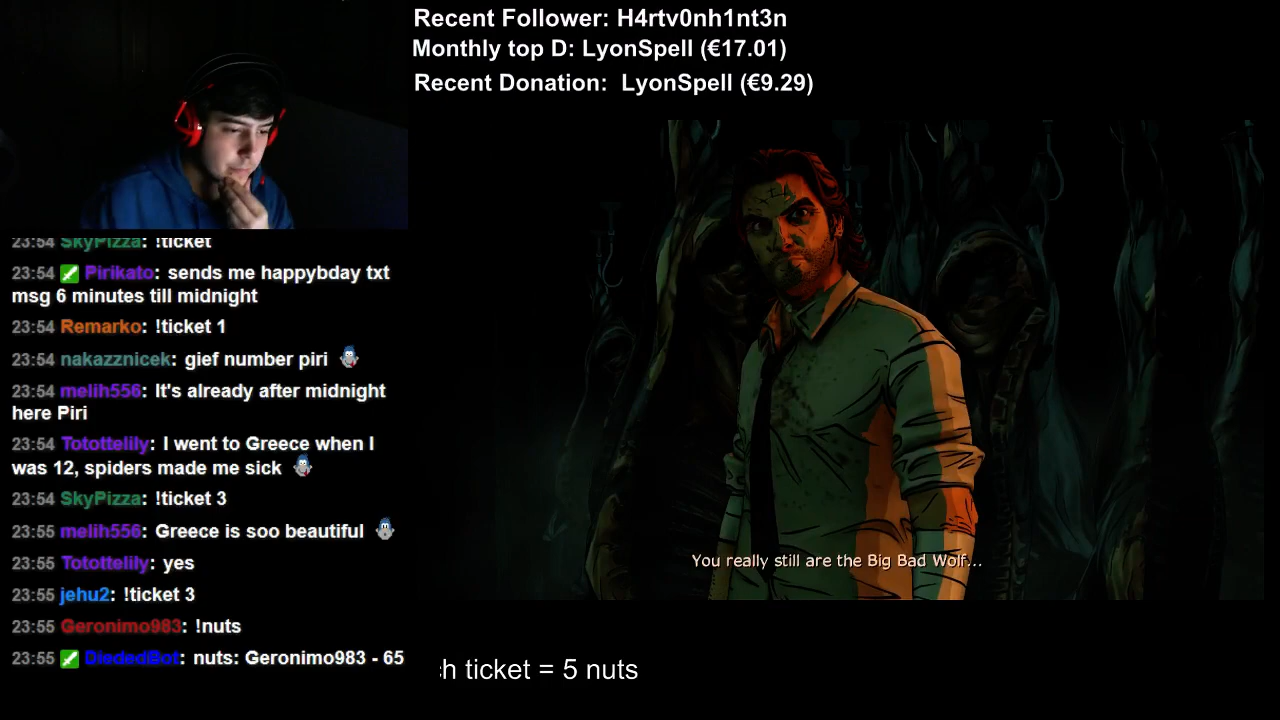 Recent Follower: H4rtv0nh1nt3n
Monthly top D: LyonSpell (€17.01)
Recent Donation: LyonSpell (€9.29)
23:54 SkyPizza: !ticket
23:54 Pirikato: sends me happybday txt
msg 6 minutes till midnight
23:54 Remarko: !ticket 1
23:54 nakazznicek: gief number piri
23:54 melih556: It's already after midnight
here Piri
23:54 Totottelily: I went to Greece when I
was 12, spiders made me sick
23:54 SkyPizza: !ticket 3
23:55 melih556: Greece is soo beautiful
23:55 Totottelily: yes
23:55 jehu2: !ticket 3
23:55 Geronimo983: !nuts
23:55 DiededBot: nuts: Geronimo983 - 65
You really still are the Big Bad Wolf...
h ticket = 5 nuts